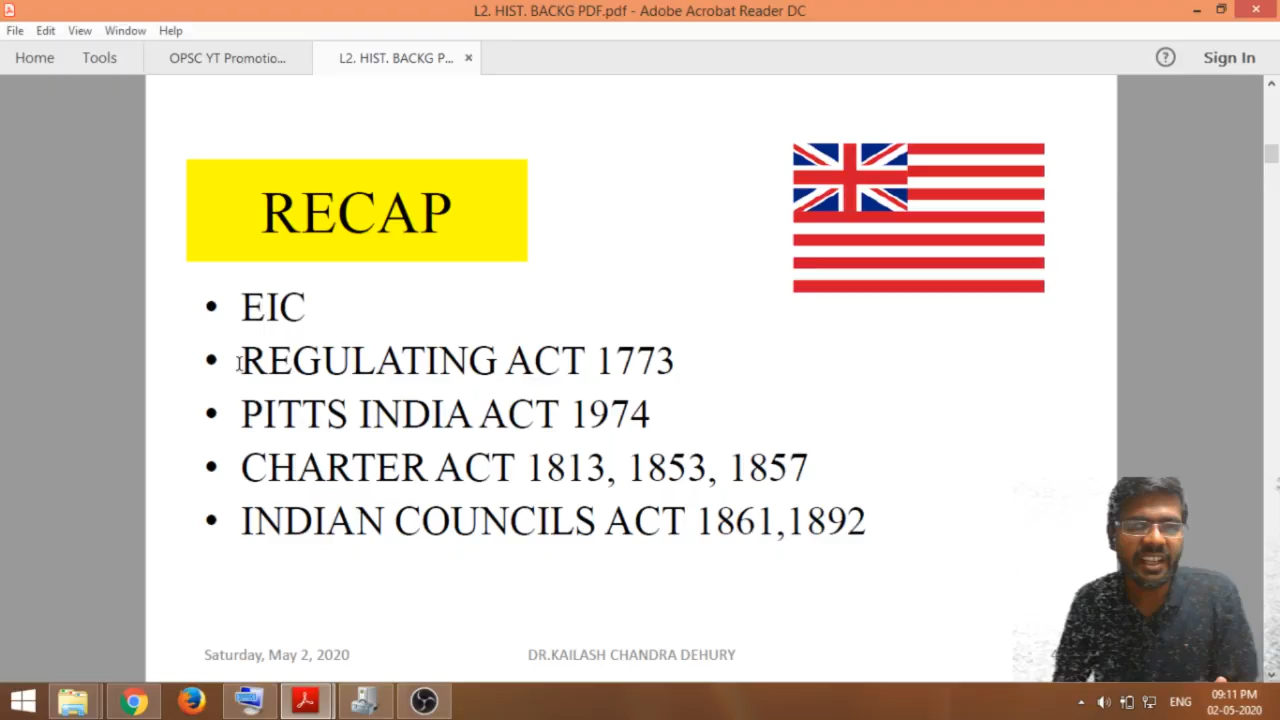 L2. HIST. BACKG PDF.pdf - Adobe Acrobat Reader DC
File Edit View Window Help
Home Tools OPSC YT Promotio... L2. HIST. BACKG P... × ? Sign In
RECAP
• EIC
• REGULATING ACT 1773
• PITTS INDIA ACT 1974
• CHARTER ACT 1813, 1853, 1857
• INDIAN COUNCILS ACT 1861,1892
Saturday, May 2, 2020 DR.KAILASH CHANDRA DEHURY
ENG 09:11 PM
02-05-2020